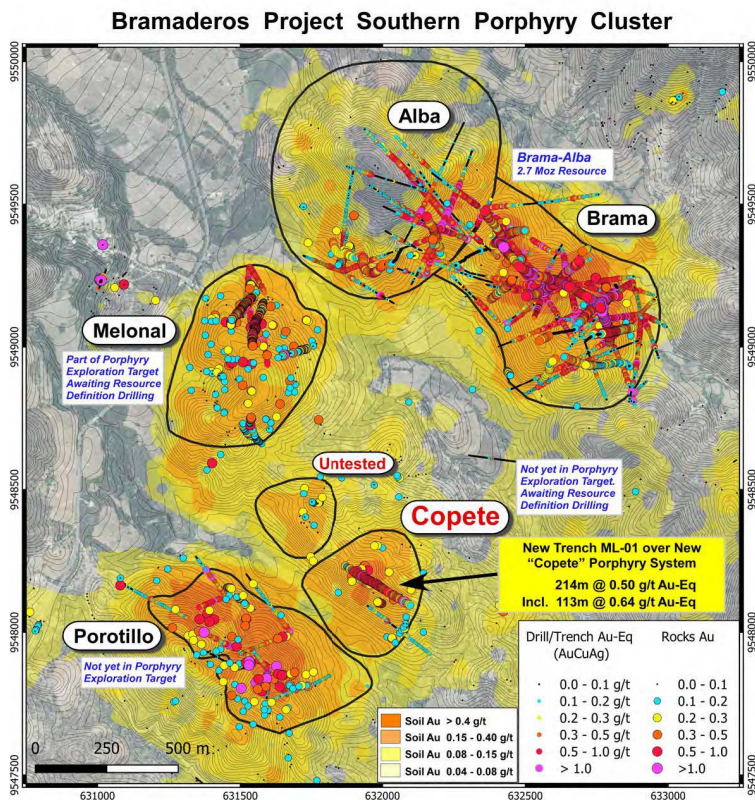 Bramaderos Project Southern Porphyry Cluster
9550000
9549500
9549000
9548500
9548000
9547500
9550000
9549500
9549000
9548500
9548000
9547500
Alba
Brama-Alba
2.7 Moz Resource
Brama
Melonal
Part of Porphyry
Exploration Target
Awaiting Resource
Definition Drilling
Untested
Not yet in Porphyry
Exploration Target.
Awaiting Resource
Definition Drilling
Copete
New Trench ML-01 over New
“Copete” Porphyry System
214m @ 0.50 g/t Au-Eq
Incl. 113m @ 0.64 g/t Au-Eq
Porotillo
Not yet in Porphyry
Exploration Target
0 250 500 m
Soil Au > 0.4 g/t
Soil Au 0.15 - 0.40 g/t
Soil Au 0.08 - 0.15 g/t
Soil Au 0.04 - 0.08 g/t
Drill/Trench Au-Eq
(AuCuAg)
0.0 - 0.1 g/t
0.1 - 0.2 g/t
0.2 - 0.3 g/t
0.3 - 0.5 g/t
0.5 - 1.0 g/t
> 1.0
Rocks Au
0.0 - 0.1
0.1 - 0.2
0.2 - 0.3
0.3 - 0.5
0.5 - 1.0
>1.0
631000 631500 632000 632500 633000